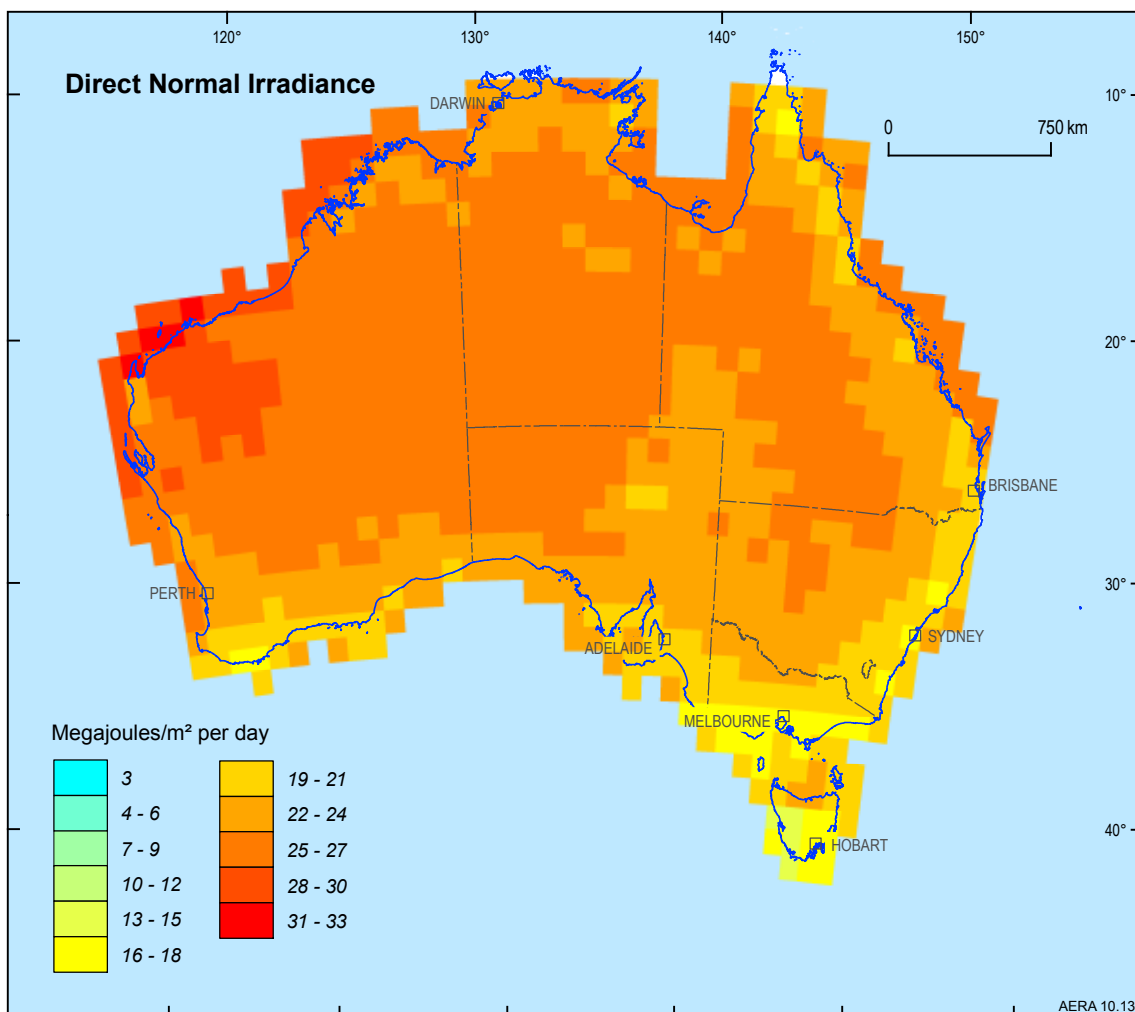 120°
130°
140°
150°
Direct Normal Irradiance
DARWIN
10°
0
750 km
20°
BRISBANE
PERTH
30°
SYDNEY
ADELAIDE
MELBOURNE
Megajoules/m² per day
3
19 - 21
4 - 6
22 - 24
7 - 9
25 - 27
40°
HOBART
10 - 12
28 - 30
13 - 15
31 - 33
16 - 18
AERA 10.13